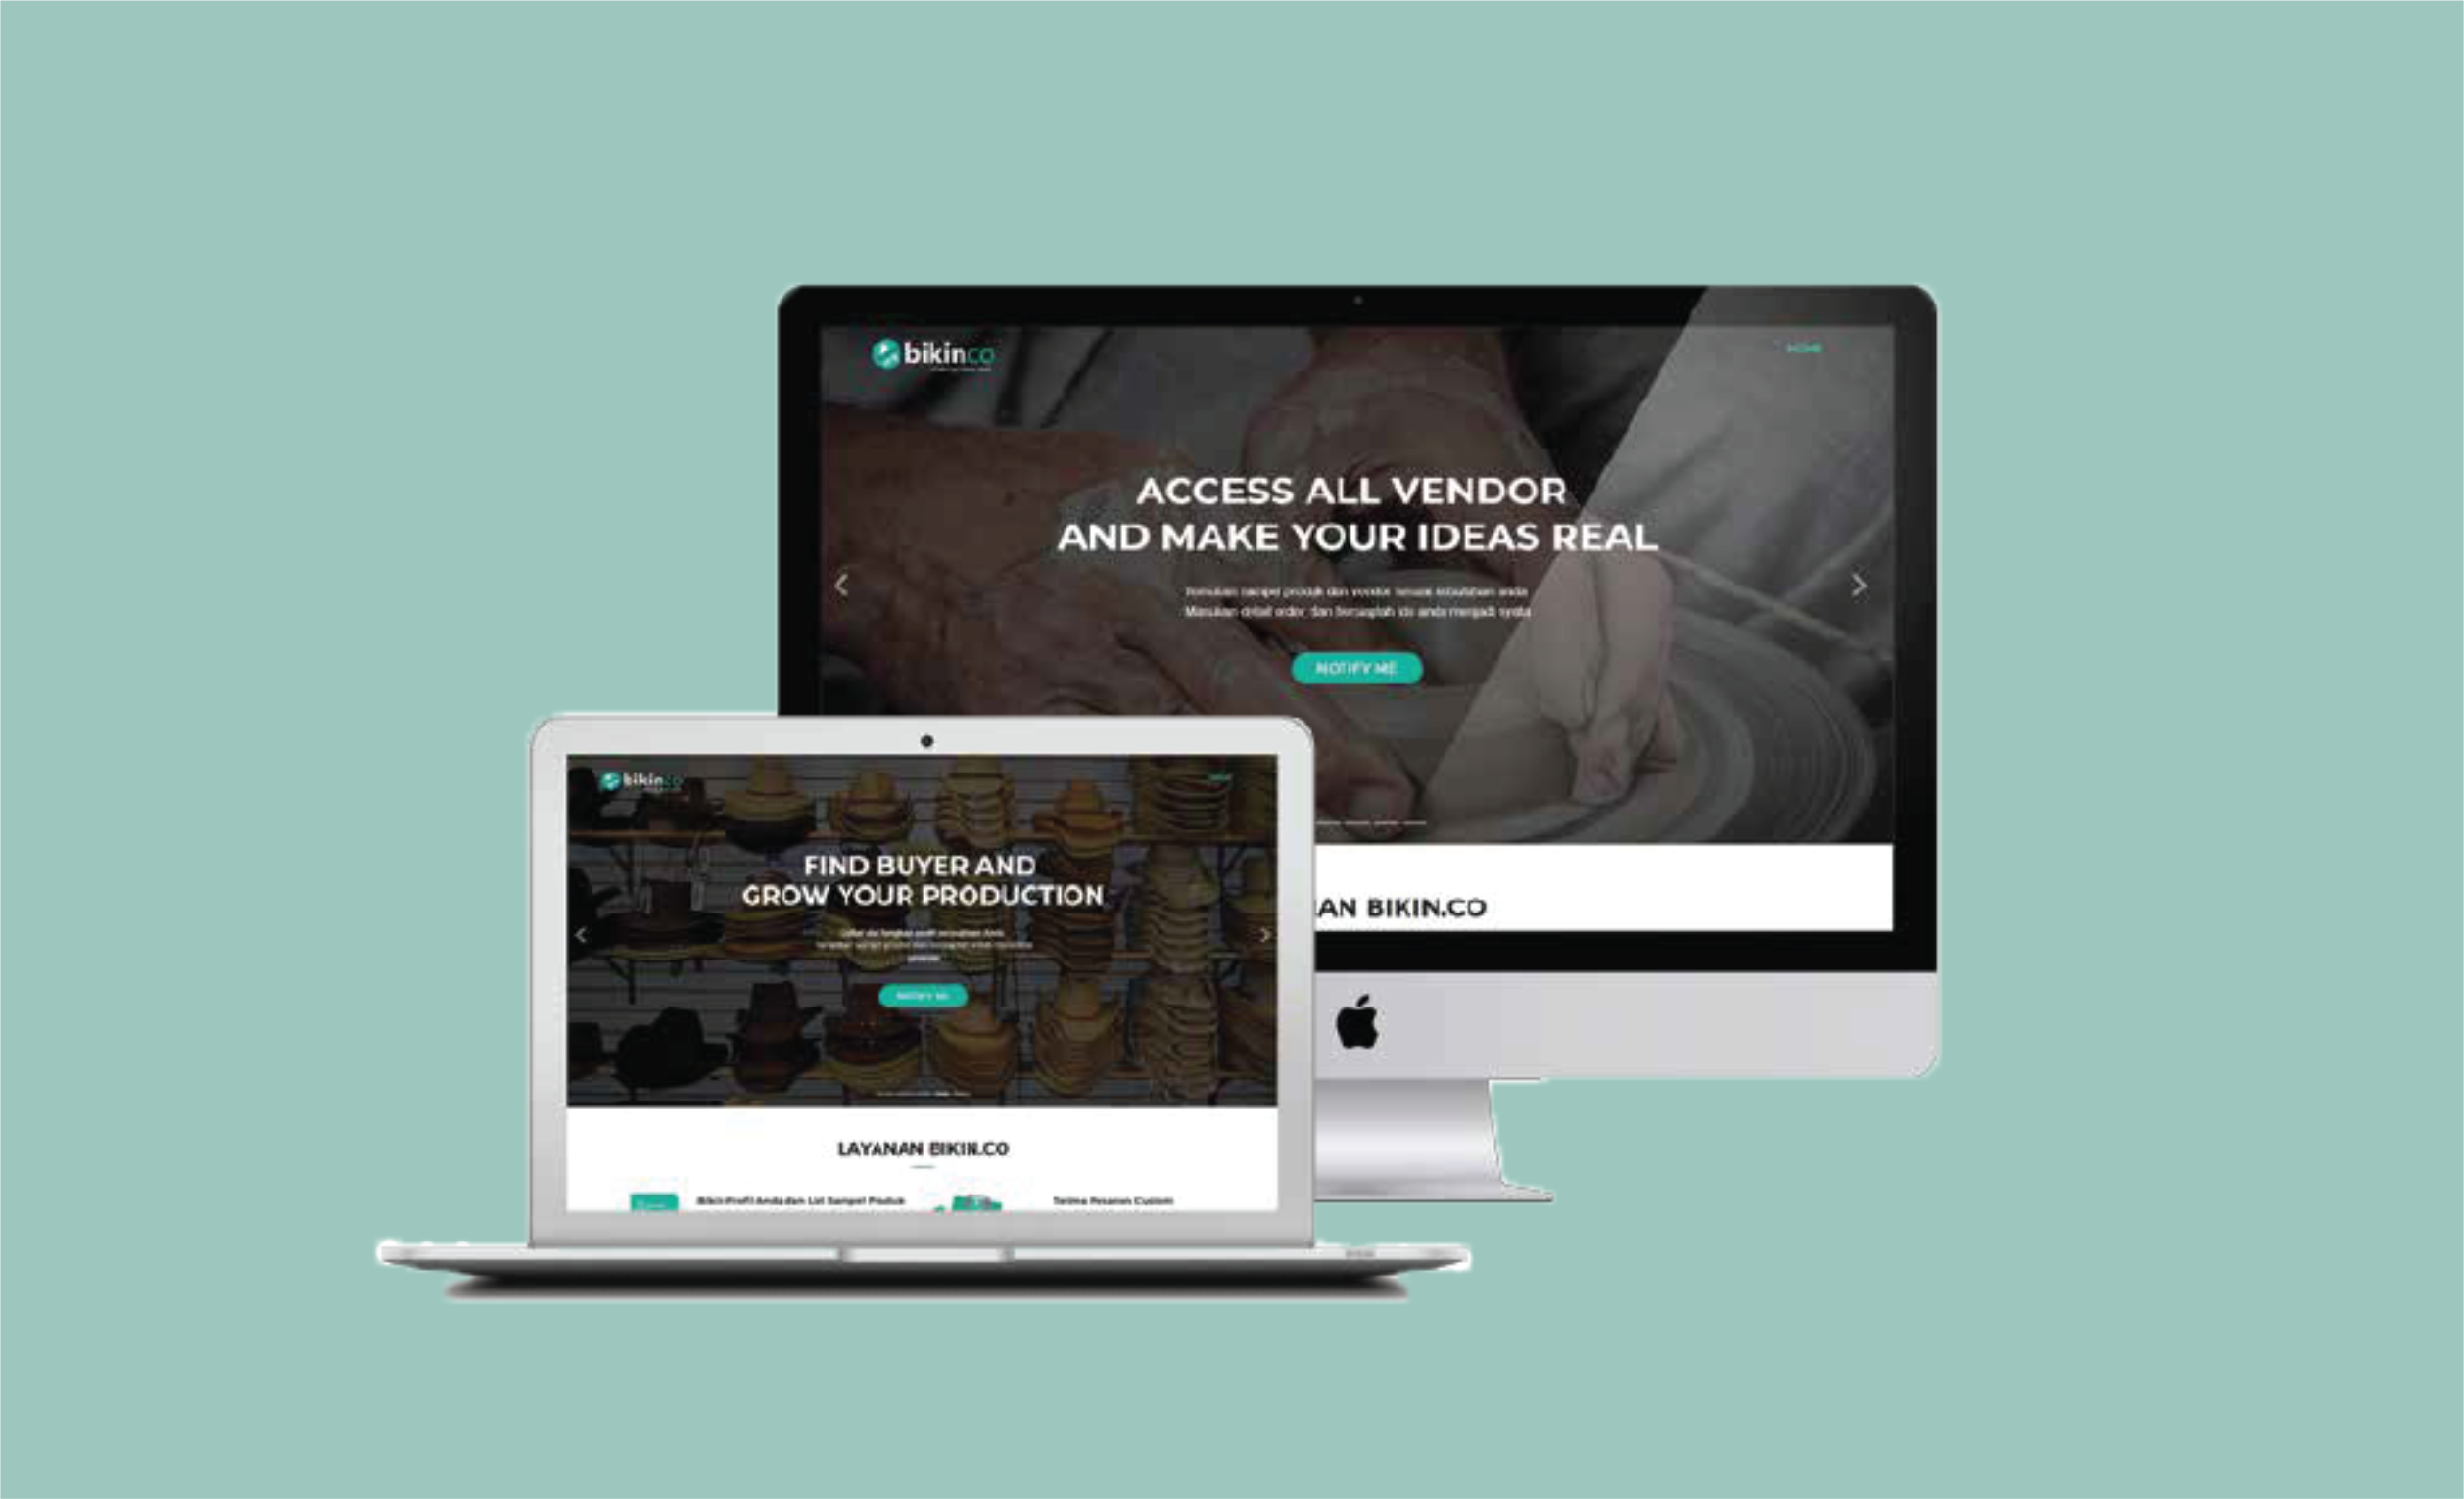 bikinco
HOME
ACCESS ALL VENDOR
AND MAKE YOUR IDEAS REAL
Temukan sampel produk dan vendor sesuai kebutuhan anda
Masukan detail order, dan bersiaplah ide anda menjadi nyata
NOTIFY ME
AN BIKIN.CO
bikinco
FIND BUYER AND
GROW YOUR PRODUCTION
NOTIFY ME
LAYANAN BIKIN.CO
Bikin Profil Anda dan List Sampel Produk
Terima Pesanan Custom